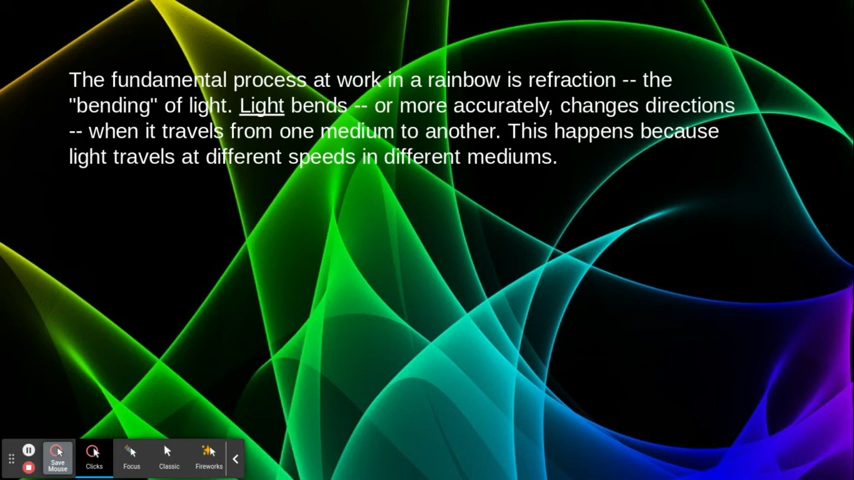 The fundamental process at work in a rainbow is refraction -- the
"bending" of light. Light bends -- or more accurately, changes directions
-- when it travels from one medium to another. This happens because
light travels at different speeds in different mediums.
Save
Mouse
Clicks
Focus
Classic
Fireworks